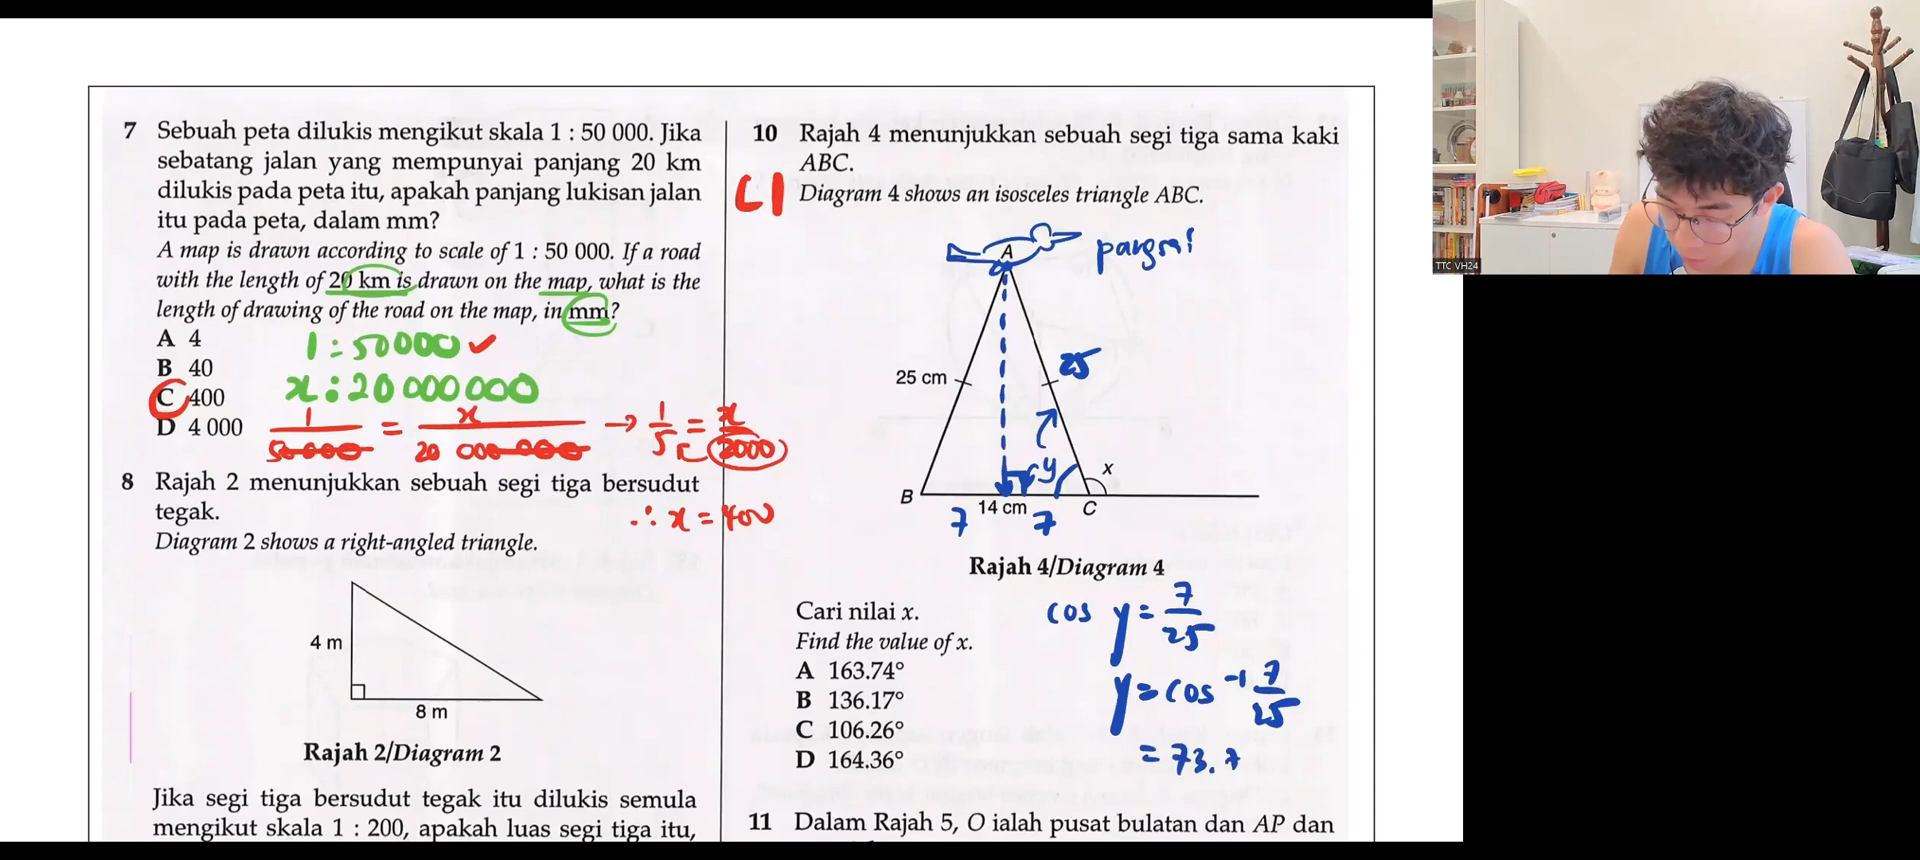 7 Sebuah peta dilukis mengikut skala 1 : 50 000. Jika
sebatang jalan yang mempunyai panjang 20 km
dilukis pada peta itu, apakah panjang lukisan jalan
itu pada peta, dalam mm?
A map is drawn according to scale of 1 : 50 000. If a road
with the length of 20 km is drawn on the map, what is the
length of drawing of the road on the map, in mm?
A 4
B 40
C 400
D 4 000
1 : 50000 ✓
x : 20 000 000
1/50000 = x/20 000 000 → 1/5 = x/2000
∴ x = 400
8 Rajah 2 menunjukkan sebuah segi tiga bersudut
tegak.
Diagram 2 shows a right-angled triangle.
4 m
8 m
Rajah 2/Diagram 2
Jika segi tiga bersudut tegak itu dilukis semula
mengikut skala 1 : 200, apakah luas segi tiga itu,
10 Rajah 4 menunjukkan sebuah segi tiga sama kaki
ABC.
Diagram 4 shows an isosceles triangle ABC.
A
25 cm
25
y
x
B
14 cm
C
7
7
Rajah 4/Diagram 4
Cari nilai x.
Find the value of x.
A 163.74°
B 136.17°
C 106.26°
D 164.36°
cos y = 7/25
y = cos⁻¹ 7/25
= 73.7
11 Dalam Rajah 5, O ialah pusat bulatan dan AP dan
TTC VH24